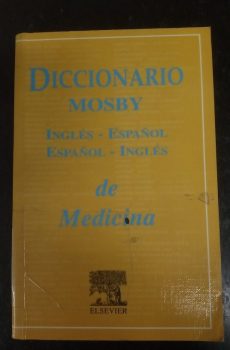 DICCIONARIO
MOSBY
INGLÉS - ESPAÑOL
ESPAÑOL - INGLÉS
de
Medicina
ELSEVIER